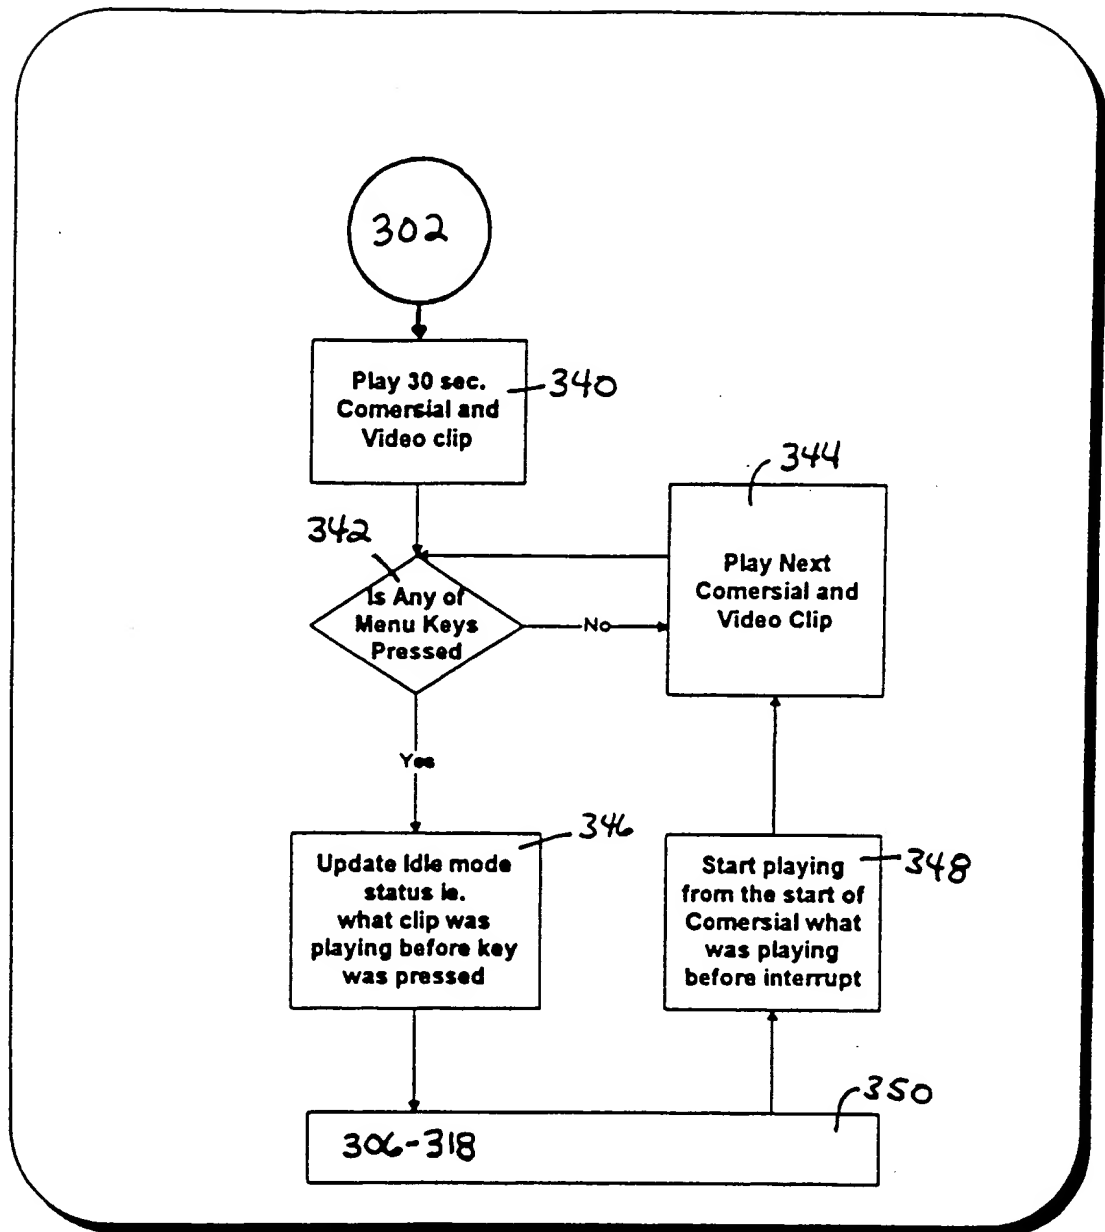 302
Play 30 sec.
Comersial and
Video clip
340
344
342
Is Any of
Menu Keys
Pressed
No
Play Next
Comersial and
Video Clip
Yes
346
Update Idle mode
status ie.
what clip was
playing before key
was pressed
348
Start playing
from the start of
Comersial what
was playing
before interrupt
350
306-318